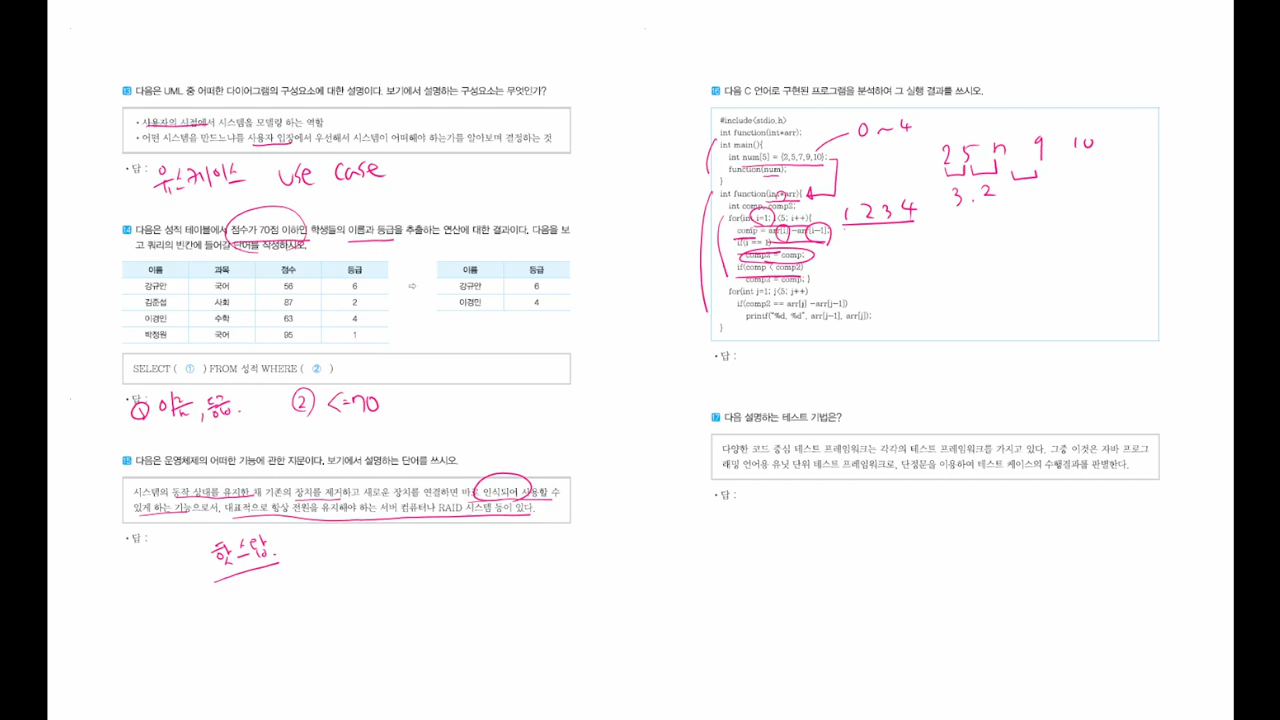 13 다음은 UML 중 어떠한 다이어그램의 구성요소에 대한 설명이다. 보기에서 설명하는 구성요소는 무엇인가?
• 사용자의 시점에서 시스템을 모델링 하는 역할
• 어떤 시스템을 만드느냐를 사용자 입장에서 우선해서 시스템이 어떠해야 하는가를 알아보며 결정하는 것
• 답 : 유스케이스 use case
14 다음은 성적 테이블에서 점수가 70점 이하인 학생들의 이름과 등급을 추출하는 연산에 대한 결과이다. 다음을 보
고 쿼리의 빈칸에 들어갈 단어를 작성하시오.
이름 과목 점수 등급
강규안 국어 56 6
김준섭 사회 87 2
이경민 수학 63 4
박정원 국어 95 1
⇨
이름 등급
강규안 6
이경민 4
SELECT ( ① ) FROM 성적 WHERE ( ② )
• 답 :
① 이름, 등급. ② <=70
15 다음은 운영체제의 어떠한 기능에 관한 지문이다. 보기에서 설명하는 단어를 쓰시오.
시스템의 동작 상태를 유지한 채 기존의 장치를 제거하고 새로운 장치를 연결하면 바로 인식되어 사용할 수
있게 하는 기능으로서, 대표적으로 항상 전원을 유지해야 하는 서버 컴퓨터나 RAID 시스템 등이 있다.
• 답 :
핫스왑.
16 다음 C 언어로 구현된 프로그램을 분석하여 그 실행 결과를 쓰시오.
#include<stdio.h>
int function(int*arr);
int main(){
int num[5] = {2,5,7,9,10};
function(num);
}
int function(int*arr){
int comp, comp2;
for(int i=1; i<5; i++){
comp = arr[i] -arr[i-1];
if(i == 1)
comp2 = comp;
if(comp < comp2)
comp2 = comp; }
for(int j=1; j<5; j++)
if(comp2 == arr[j] -arr[j-1])
printf("%d, %d", arr[j-1], arr[j]);
}
0 ~ 4
1 2 3 4
2 5 7 9 10
3. 2
• 답 :
17 다음 설명하는 테스트 기법은?
다양한 코드 중심 테스트 프레임워크는 각각의 테스트 프레임워크를 가지고 있다. 그중 이것은 자바 프로그
래밍 언어용 유닛 단위 테스트 프레임워크로, 단정문을 이용하여 테스트 케이스의 수행결과를 판별한다.
• 답 :